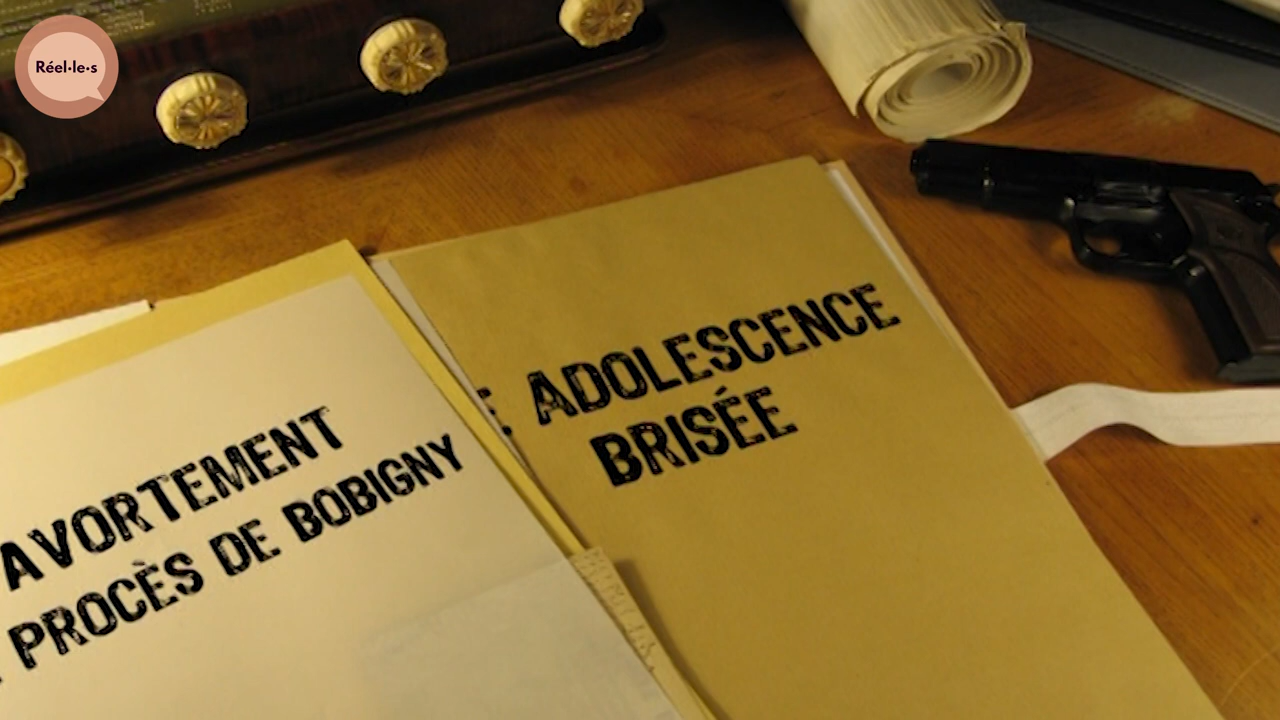 Réel·le·s
E ADOLESCENCE
BRISÉE
AVORTEMENT
PROCÈS DE BOBIGNY